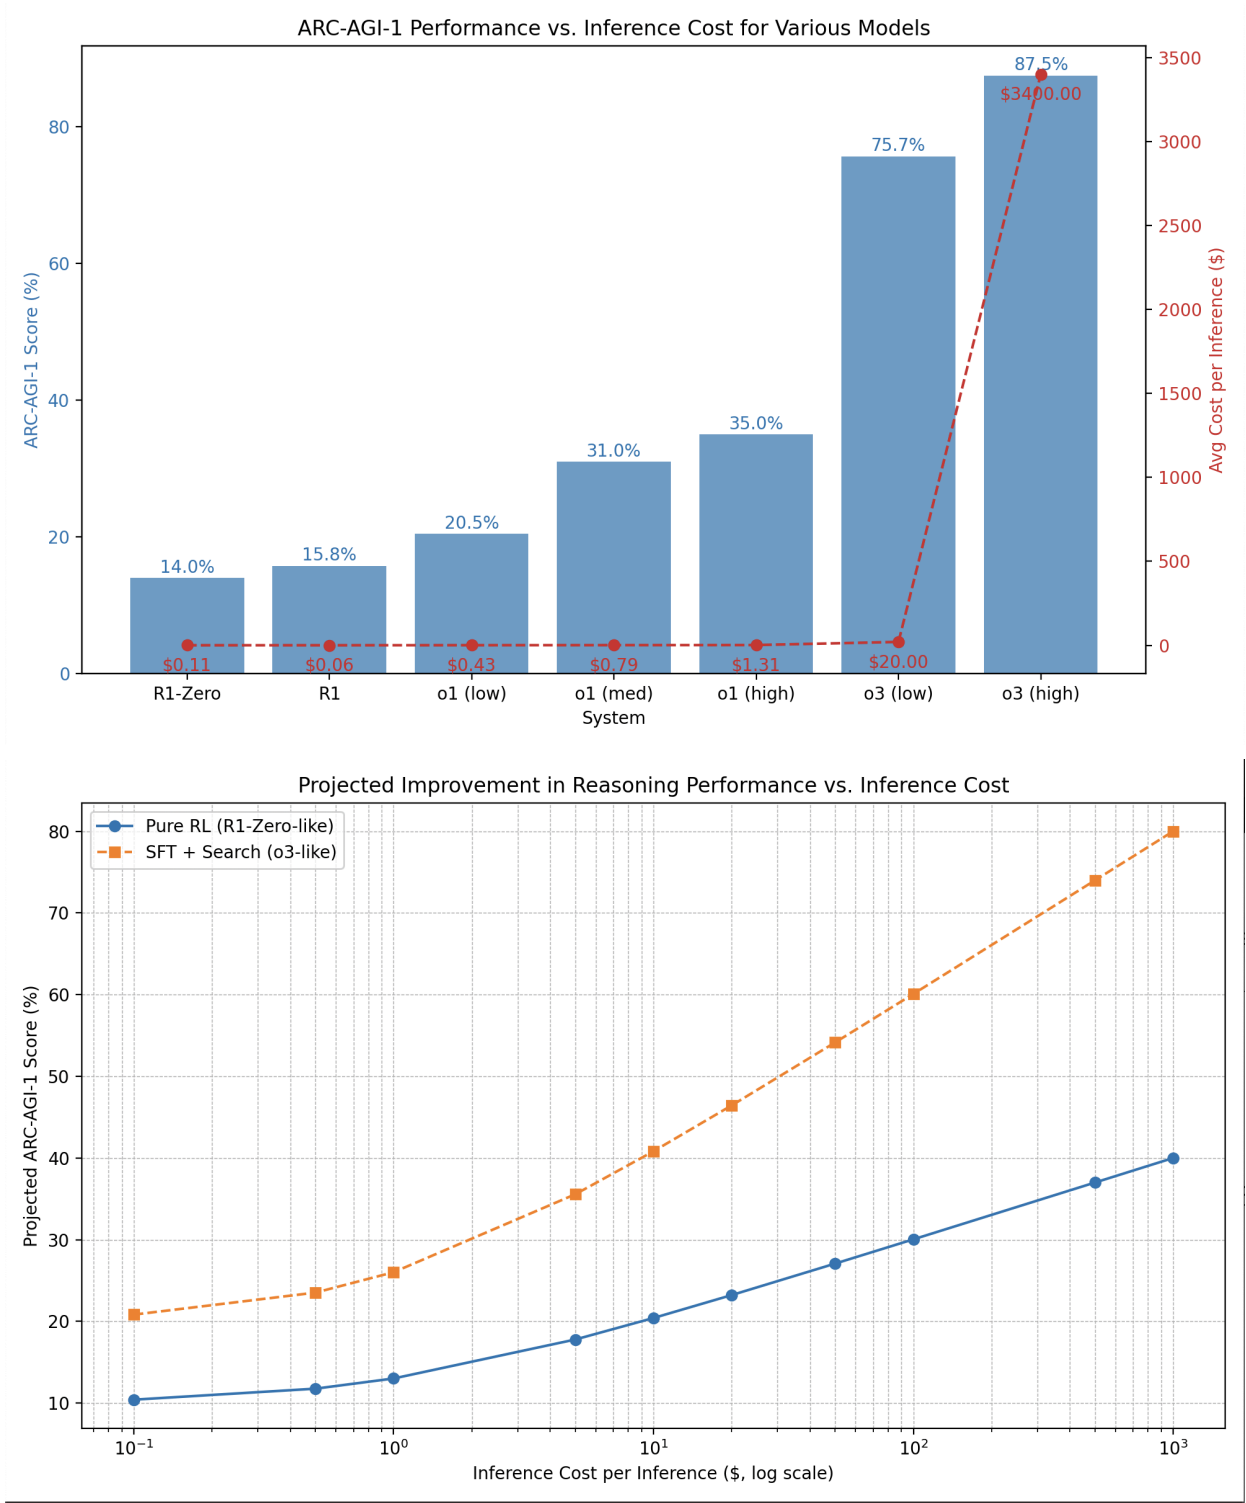 ARC-AGI-1 Performance vs. Inference Cost for Various Models
ARC-AGI-1 Score (%)
80
60
40
20
0
14.0%
15.8%
20.5%
31.0%
35.0%
75.7%
87.5%
$0.11
$0.06
$0.43
$0.79
$1.31
$20.00
$3400.00
3500
3000
2500
2000
1500
1000
500
0
Avg Cost per Inference ($)
R1-Zero
R1
o1 (low)
o1 (med)
o1 (high)
o3 (low)
o3 (high)
System
Projected Improvement in Reasoning Performance vs. Inference Cost
Pure RL (R1-Zero-like)
SFT + Search (o3-like)
Projected ARC-AGI-1 Score (%)
80
70
60
50
40
30
20
10
10⁻¹
10⁰
10¹
10²
10³
Inference Cost per Inference ($, log scale)